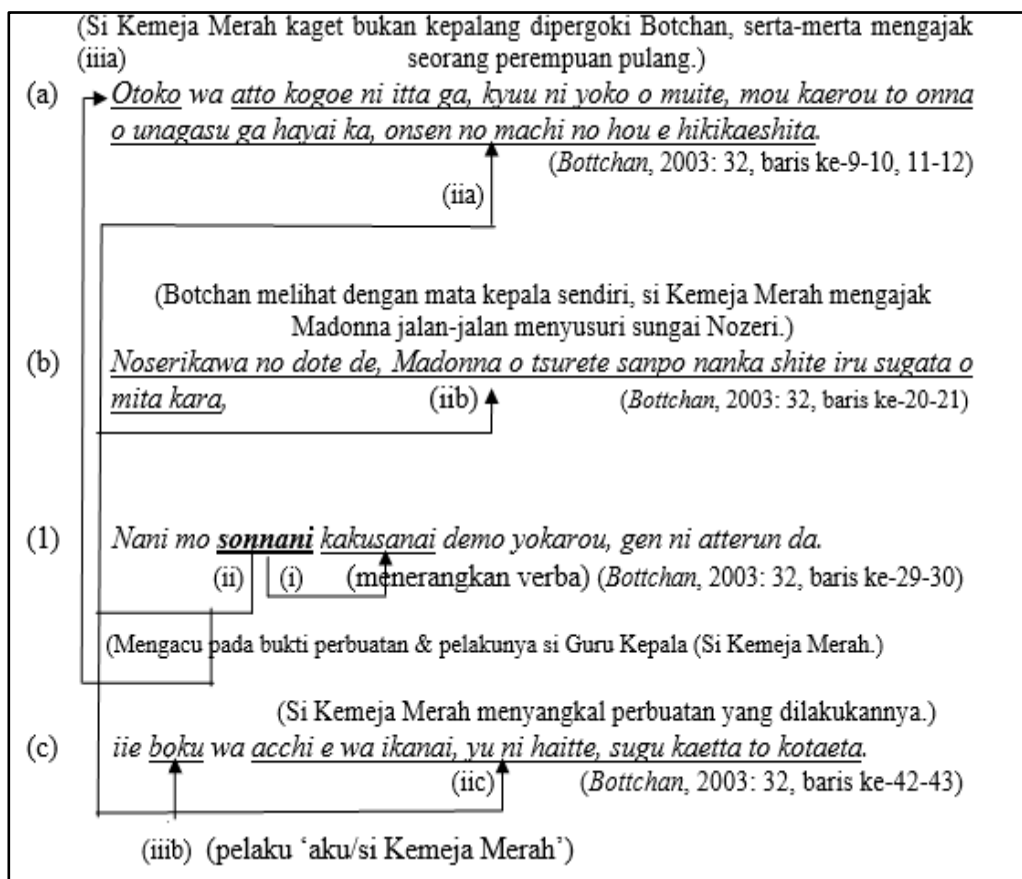 (Si Kemeja Merah kaget bukan kepalang dipergoki Botchan, serta-merta mengajak
(iiia) seorang perempuan pulang.)
(a) Otoko wa atto kogoe ni itta ga, kyuu ni yoko o muite, mou kaerou to onna
o unagasu ga hayai ka, onsen no machi no hou e hikikaeshita.
(Bottchan, 2003: 32, baris ke-9-10, 11-12)
(iia)
(Botchan melihat dengan mata kepala sendiri, si Kemeja Merah mengajak
Madonna jalan-jalan menyusuri sungai Nozeri.)
(b) Noserikawa no dote de, Madonna o tsurete sanpo nanka shite iru sugata o
mita kara, (iib) (Bottchan, 2003: 32, baris ke-20-21)
(1) Nani mo sonnani kakusanai demo yokarou, gen ni atterun da.
(ii) (i) (menerangkan verba) (Bottchan, 2003: 32, baris ke-29-30)
(Mengacu pada bukti perbuatan & pelakunya si Guru Kepala (Si Kemeja Merah.)
(Si Kemeja Merah menyangkal perbuatan yang dilakukannya.)
(c) iie boku wa acchi e wa ikanai, yu ni haitte, sugu kaetta to kotaeta.
(iic) (Bottchan, 2003: 32, baris ke-42-43)
(iiib) (pelaku ‘aku/si Kemeja Merah’)